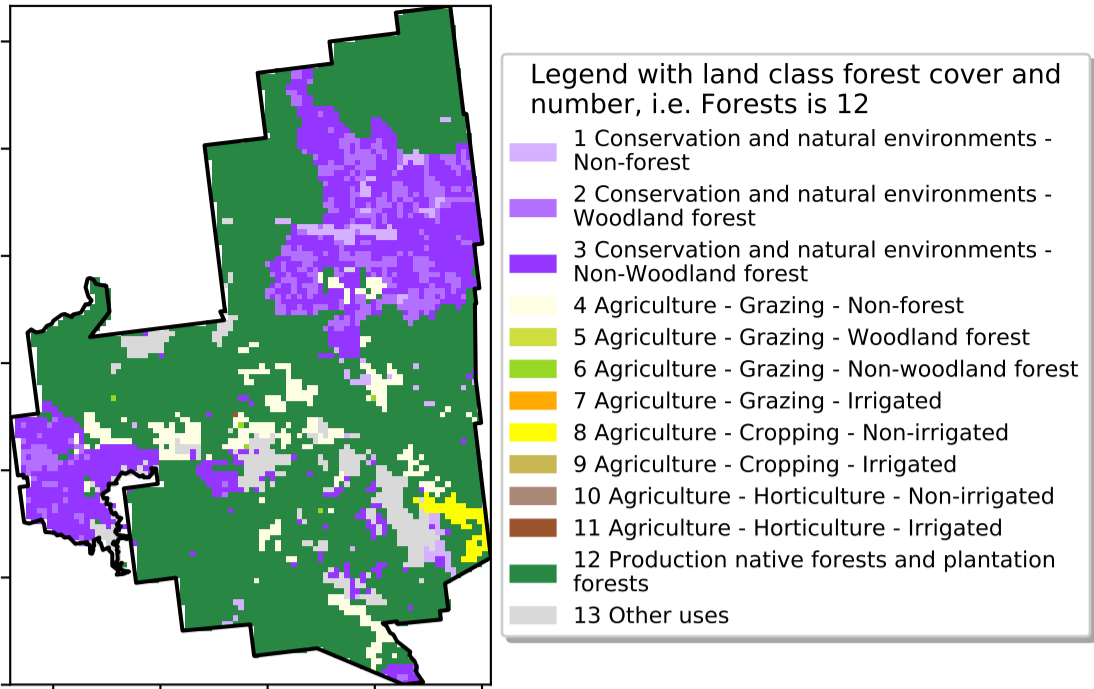 Legend with land class forest cover and
number, i.e. Forests is 12
1 Conservation and natural environments -
Non-forest
2 Conservation and natural environments -
Woodland forest
3 Conservation and natural environments -
Non-Woodland forest
4 Agriculture - Grazing - Non-forest
5 Agriculture - Grazing - Woodland forest
6 Agriculture - Grazing - Non-woodland forest
7 Agriculture - Grazing - Irrigated
8 Agriculture - Cropping - Non-irrigated
9 Agriculture - Cropping - Irrigated
10 Agriculture - Horticulture - Non-irrigated
11 Agriculture - Horticulture - Irrigated
12 Production native forests and plantation
forests
13 Other uses